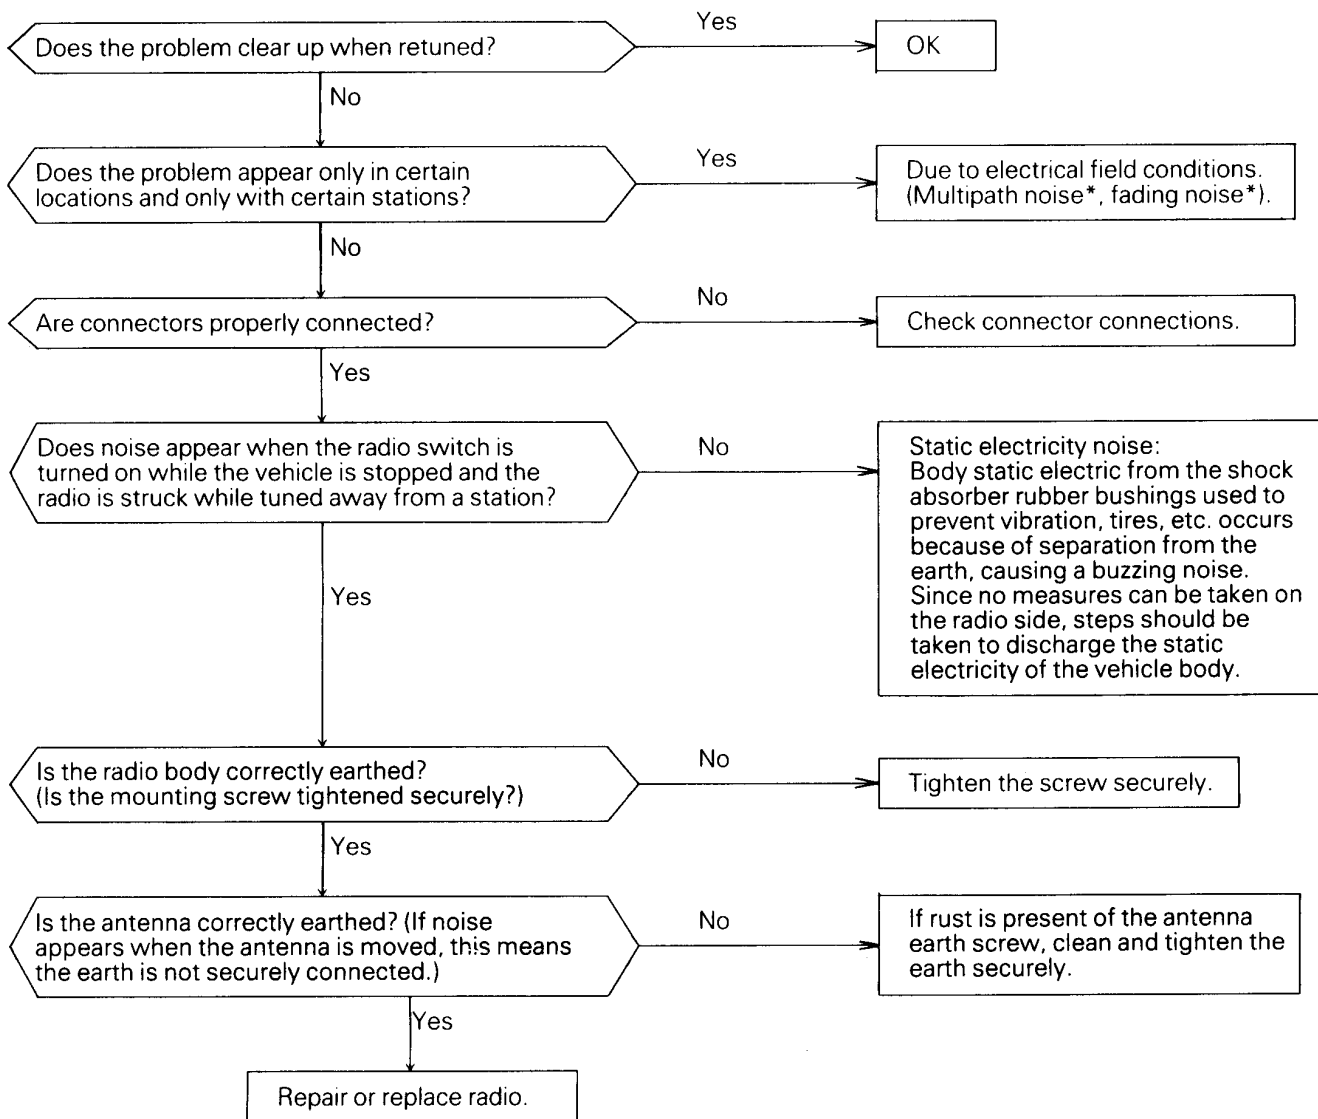 Does the problem clear up when retuned?
Yes
OK
No
Does the problem appear only in certain
locations and only with certain stations?
Yes
Due to electrical field conditions.
(Multipath noise*, fading noise*).
No
Are connectors properly connected?
No
Check connector connections.
Yes
Does noise appear when the radio switch is
turned on while the vehicle is stopped and the
radio is struck while tuned away from a station?
No
Static electricity noise:
Body static electric from the shock
absorber rubber bushings used to
prevent vibration, tires, etc. occurs
because of separation from the
earth, causing a buzzing noise.
Since no measures can be taken on
the radio side, steps should be
taken to discharge the static
electricity of the vehicle body.
Yes
Is the radio body correctly earthed?
(Is the mounting screw tightened securely?)
No
Tighten the screw securely.
Yes
Is the antenna correctly earthed? (If noise
appears when the antenna is moved, this means
the earth is not securely connected.)
No
If rust is present of the antenna
earth screw, clean and tighten the
earth securely.
Yes
Repair or replace radio.